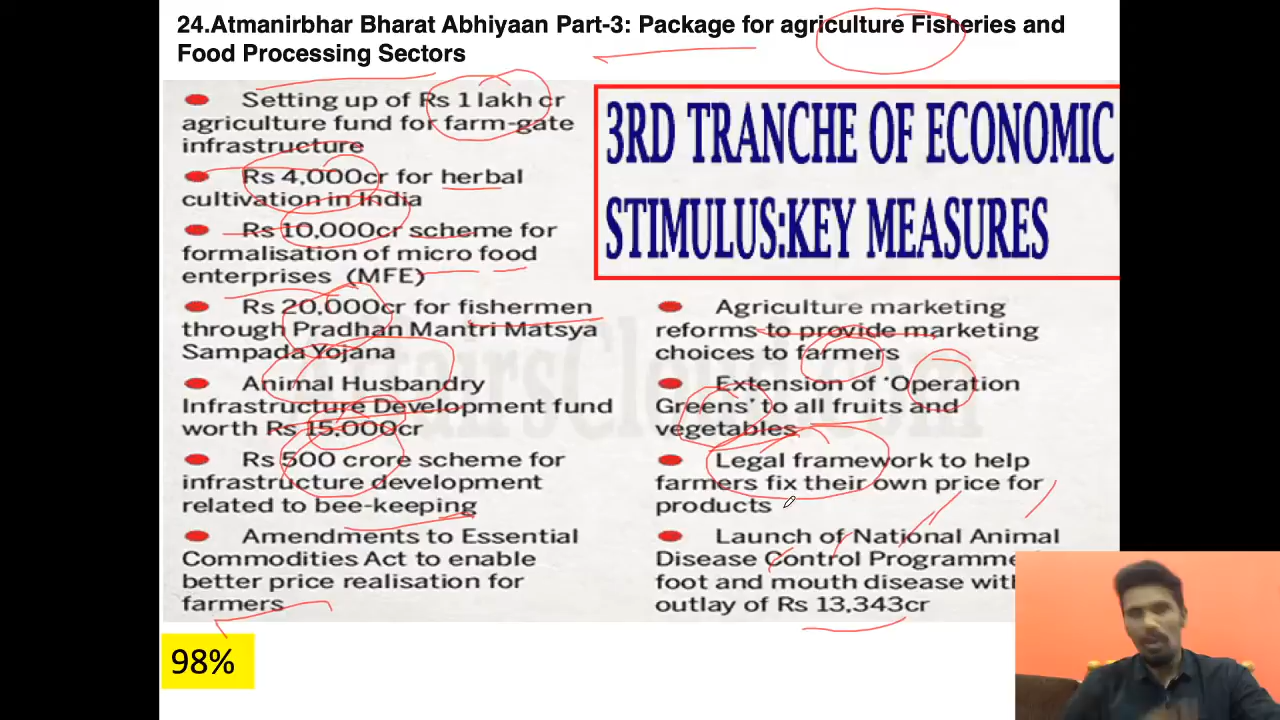 24.Atmanirbhar Bharat Abhiyaan Part-3: Package for agriculture Fisheries and
Food Processing Sectors
Setting up of Rs 1 lakh cr
agriculture fund for farm-gate
infrastructure
Rs 4,000cr for herbal
cultivation in India
Rs 10,000cr scheme for
formalisation of micro food
enterprises (MFE)
Rs 20,000cr for fishermen
through Pradhan Mantri Matsya
Sampada Yojana
Animal Husbandry
Infrastructure Development fund
worth Rs 15,000cr
Rs 500 crore scheme for
infrastructure development
related to bee-keeping
Amendments to Essential
Commodities Act to enable
better price realisation for
farmers
3RD TRANCHE OF ECONOMIC
STIMULUS:KEY MEASURES
Agriculture marketing
reforms to provide marketing
choices to farmers
Extension of 'Operation
Greens' to all fruits and
vegetables
Legal framework to help
farmers fix their own price for
products
Launch of National Animal
Disease Control Programme
foot and mouth disease with
outlay of Rs 13,343cr
98%